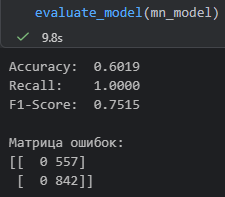 evaluate_model(mn_model)
9.8s
Accuracy: 0.6019
Recall: 1.0000
F1-Score: 0.7515
Матрица ошибок:
[[ 0 557]
[ 0 842]]